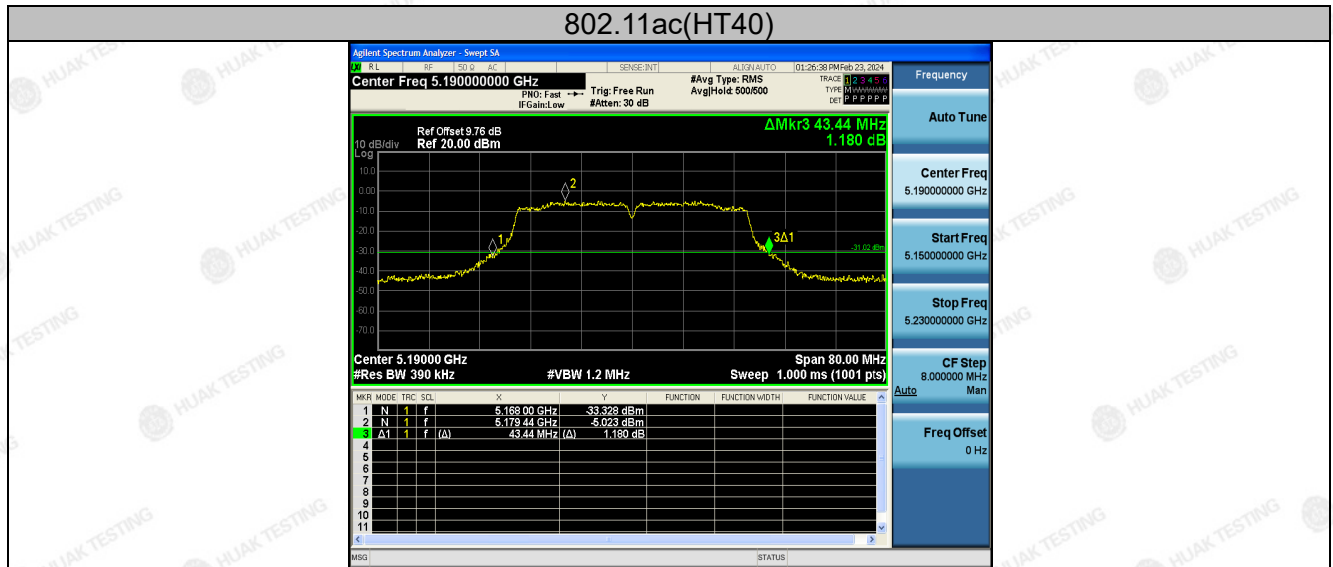 802.11ac(HT40)
Agilent Spectrum Analyzer - Swept SA
RL RF 50 Ω AC SENSE:INT ALIGN AUTO 01:26:38 PM Feb 23, 2024
Center Freq 5.190000000 GHz
PNO: Fast
IFGain:Low
Trig: Free Run
#Atten: 30 dB
#Avg Type: RMS
Avg|Hold: 500/500
TRACE 1 2 3 4 5 6
TYPE M
DET P P P P P P
Frequency
Auto Tune
Center Freq
5.190000000 GHz
Start Freq
5.150000000 GHz
Stop Freq
5.230000000 GHz
CF Step
8.000000 MHz
Auto Man
Freq Offset
0 Hz
ΔMkr3 43.44 MHz
1.180 dB
Ref Offset 9.76 dB
10 dB/div Ref 20.00 dBm
Log
10.0
0.00
-10.0
-20.0
-30.0
-40.0
-50.0
-60.0
-70.0
2
1
3Δ1
-31.02 dBm
Center 5.19000 GHz Span 80.00 MHz
#Res BW 390 kHz #VBW 1.2 MHz Sweep 1.000 ms (1001 pts)
MKR MODE TRC SCL X Y FUNCTION FUNCTION WIDTH FUNCTION VALUE
1 N 1 f 5.168 00 GHz -33.328 dBm
2 N 1 f 5.179 44 GHz -5.023 dBm
3 Δ1 1 f (Δ) 43.44 MHz (Δ) 1.180 dB
4
5
6
7
8
9
10
11
MSG STATUS
HUAK TESTING
HUAK TESTING
HUAK TESTING
HUAK TESTING
HUAK TESTING
HUAK TESTING